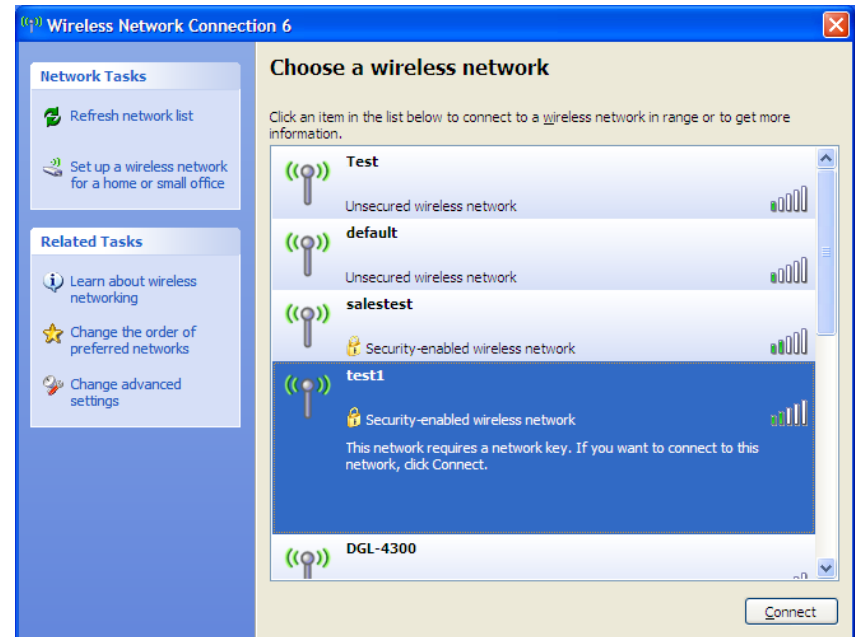 Wireless Network Connection 6
Network Tasks
Refresh network list
Set up a wireless network
for a home or small office
Related Tasks
Learn about wireless
networking
Change the order of
preferred networks
Change advanced
settings
Choose a wireless network
Click an item in the list below to connect to a wireless network in range or to get more
information.
Test
Unsecured wireless network
default
Unsecured wireless network
salestest
Security-enabled wireless network
test1
Security-enabled wireless network
This network requires a network key. If you want to connect to this
network, click Connect.
DGL-4300
Connect